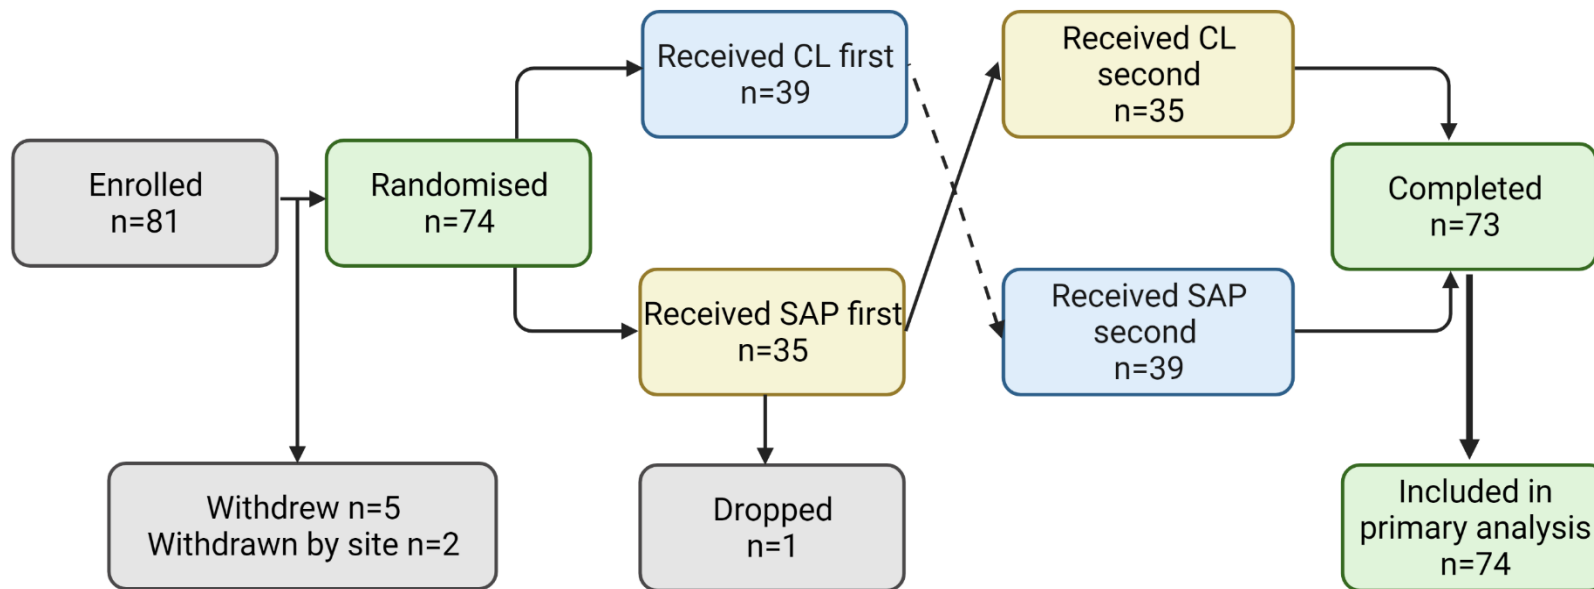 Enrolled
n=81
Randomised
n=74
Withdrew n=5
Withdrawn by site n=2
Received CL first
n=39
Received SAP first
n=35
Dropped
n=1
Received CL
second
n=35
Received SAP
second
n=39
Completed
n=73
Included in
primary analysis
n=74